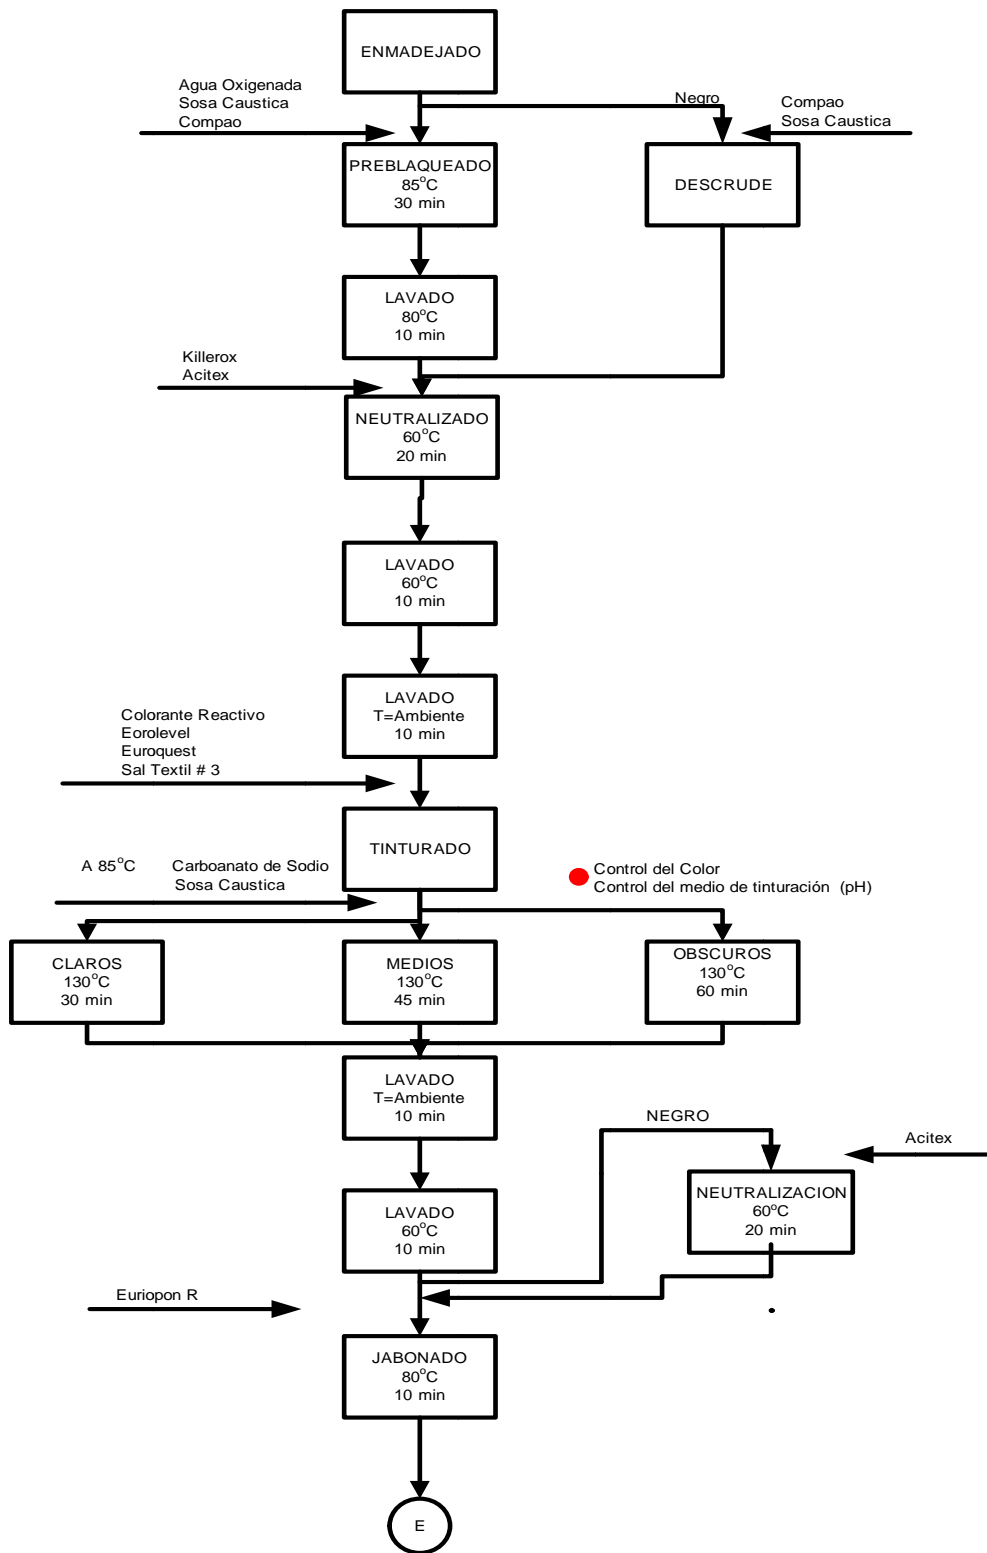 ENMADEJADO
Agua Oxigenada
Sosa Caustica
Compao
Negro
Compao
Sosa Caustica
PREBLAQUEADO
85°C
30 min
DESCRUDE
LAVADO
80°C
10 min
Killerox
Acitex
NEUTRALIZADO
60°C
20 min
LAVADO
60°C
10 min
LAVADO
T=Ambiente
10 min
Colorante Reactivo
Eorolevel
Euroquest
Sal Textil # 3
TINTURADO
A 85°C
Carboanato de Sodio
Sosa Caustica
Control del Color
Control del medio de tinturación (pH)
CLAROS
130°C
30 min
MEDIOS
130°C
45 min
OBSCUROS
130°C
60 min
LAVADO
T=Ambiente
10 min
NEGRO
Acitex
LAVADO
60°C
10 min
NEUTRALIZACION
60°C
20 min
Euriopon R
JABONADO
80°C
10 min
E